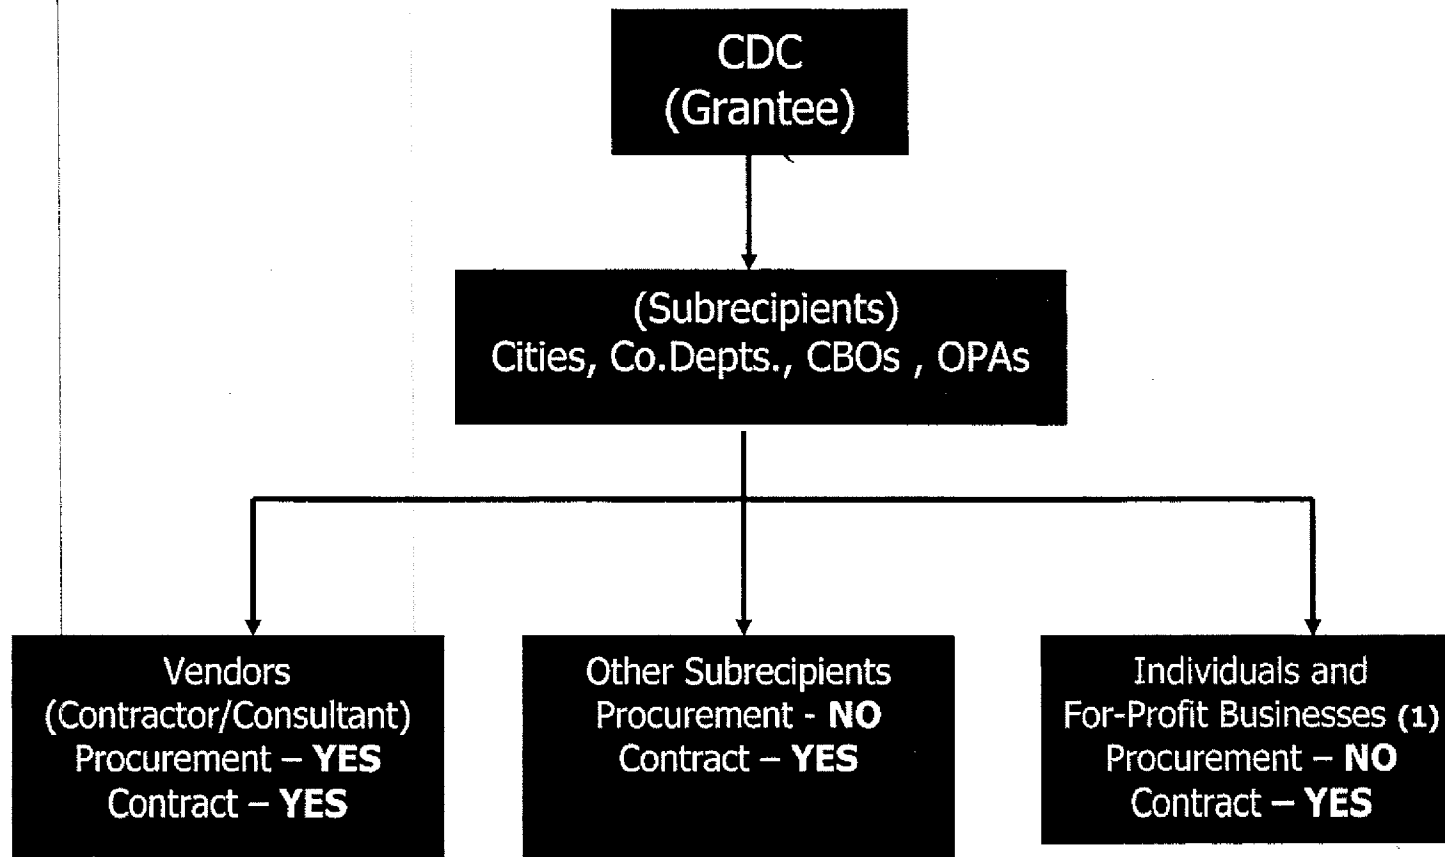 CDC
(Grantee)
(Subrecipients)
Cities, Co.Depts., CBOs , OPAs
Vendors
(Contractor/Consultant)
Procurement – YES
Contract – YES
Other Subrecipients
Procurement - NO
Contract – YES
Individuals and
For-Profit Businesses (1)
Procurement – NO
Contract – YES